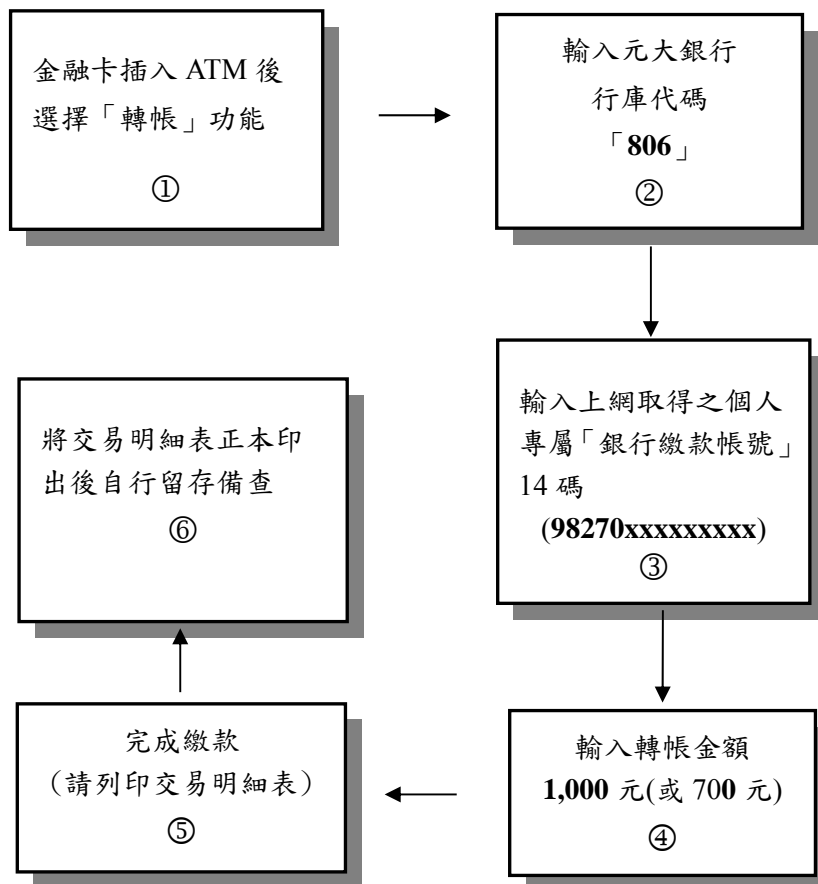 金融卡插入 ATM 後
選擇「轉帳」功能
①
輸入元大銀行
行庫代碼
「806」
②
輸入上網取得之個人
專屬「銀行繳款帳號」
14 碼
(98270xxxxxxxxx)
③
輸入轉帳金額
1,000 元(或 700 元)
④
完成繳款
（請列印交易明細表）
⑤
將交易明細表正本印
出後自行留存備查
⑥